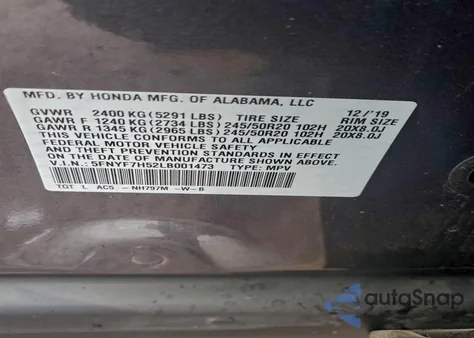 MFD. BY HONDA MFG. OF ALABAMA, LLC
GVWR 2400 KG (5291 LBS) TIRE SIZE 12/'19 RIM SIZE
GAWR F 1240 KG (2734 LBS) 245/50R20 102H 20X8.0J
GAWR R 1345 KG (2965 LBS) 245/50R20 102H 20X8.0J
THIS VEHICLE CONFORMS TO ALL APPLICABLE
FEDERAL MOTOR VEHICLE SAFETY
AND THEFT PREVENTION STANDARDS IN
EFFECT ON THE DATE OF MANUFACTURE
SHOWN ABOVE.
V.I.N.: 5FNYF7H52LB001473 TYPE: MPV
TGT L AC5 -NH797M -W-B
autoSnap